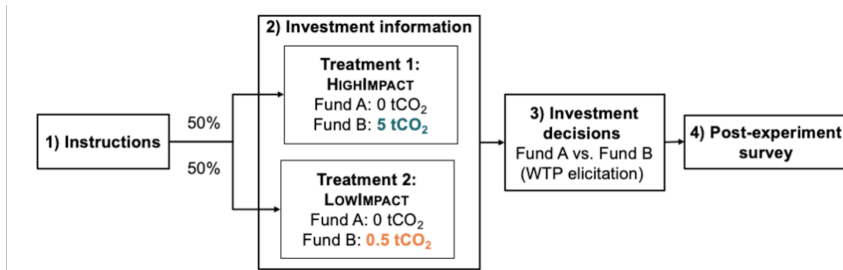 2) Investment information
Treatment 1:
HIGHIMPACT
Fund A: 0 tCO₂
Fund B: 5 tCO₂
1) Instructions
50%
50%
Treatment 2:
LOWIMPACT
Fund A: 0 tCO₂
Fund B: 0.5 tCO₂
3) Investment
decisions
Fund A vs. Fund B
(WTP elicitation)
4) Post-experiment
survey